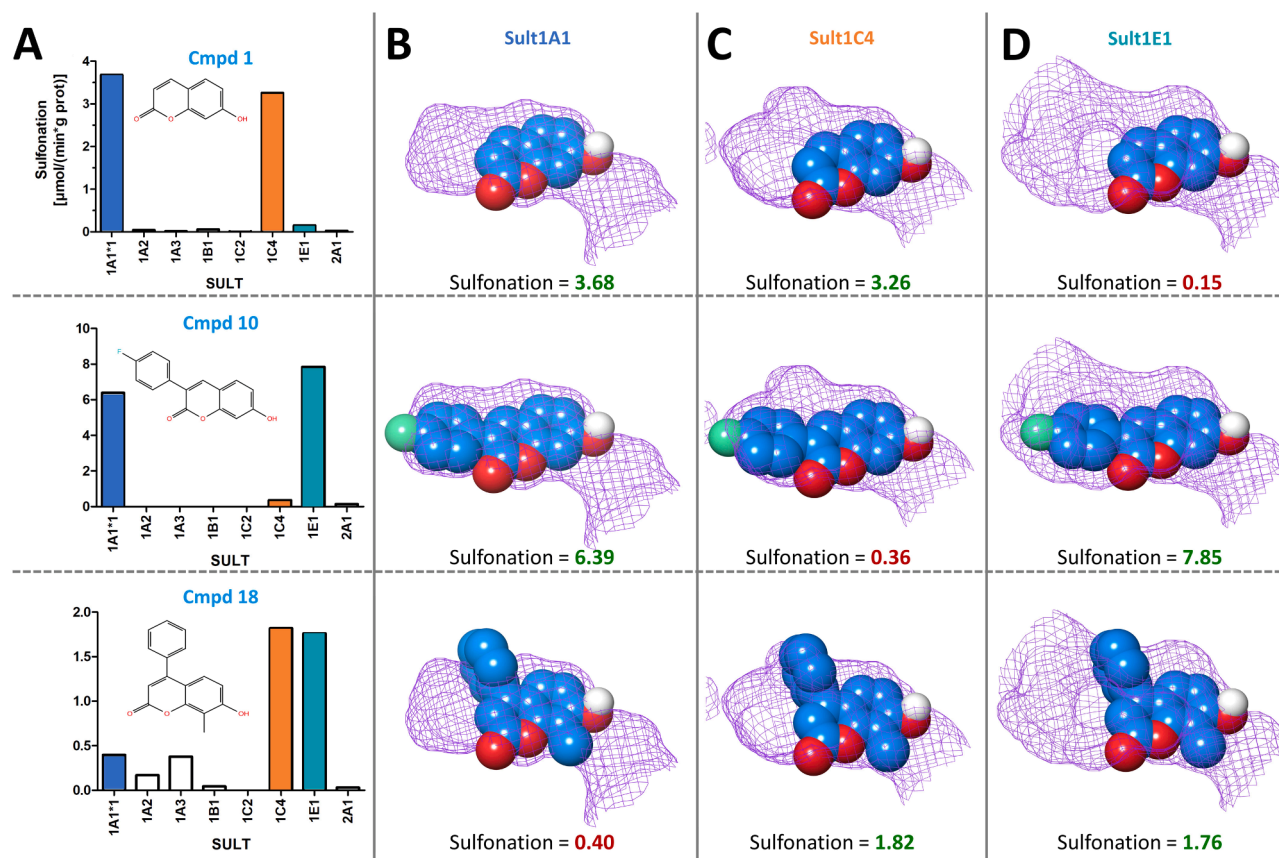 A
B
Sult1A1
C
Sult1C4
D
Sult1E1
Cmpd 1
Sulfonation
[µmol/(min*g prot)]
4
3
2
1
0
O
O
OH
1A1*1
1A2
1A3
1B1
1C2
1C4
1E1
2A1
SULT
Sulfonation = 3.68
Sulfonation = 3.26
Sulfonation = 0.15
Cmpd 10
10
8
6
4
2
0
F
O
O
OH
1A1*1
1A2
1A3
1B1
1C2
1C4
1E1
2A1
SULT
Sulfonation = 6.39
Sulfonation = 0.36
Sulfonation = 7.85
Cmpd 18
2.0
1.5
1.0
0.5
0.0
O
O
OH
1A1*1
1A2
1A3
1B1
1C2
1C4
1E1
2A1
SULT
Sulfonation = 0.40
Sulfonation = 1.82
Sulfonation = 1.76